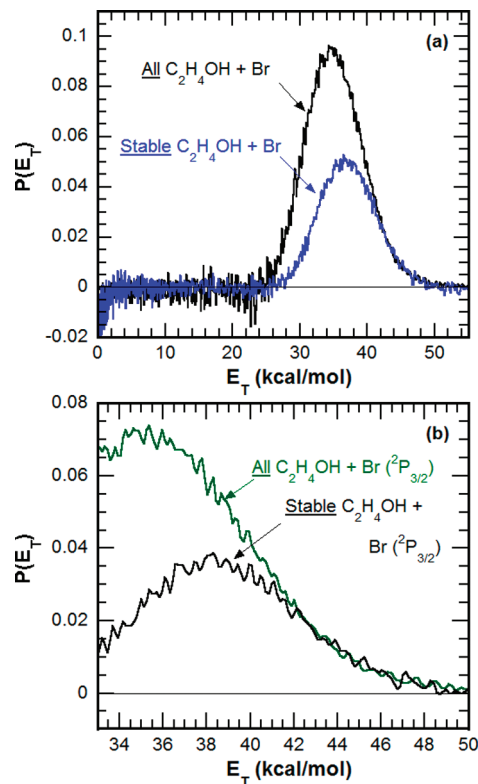 0.1
(a)
All C₂H₄OH + Br
0.08
0.06
P(E_T)
Stable C₂H₄OH + Br
0.04
0.02
0
-0.02
0 10 20 30 40 50
E_T (kcal/mol)
0.08
(b)
All C₂H₄OH + Br (²P₃/₂)
0.06
Stable C₂H₄OH +
Br (²P₃/₂)
P(E_T)
0.04
0.02
0
34 36 38 40 42 44 46 48 50
E_T (kcal/mol)